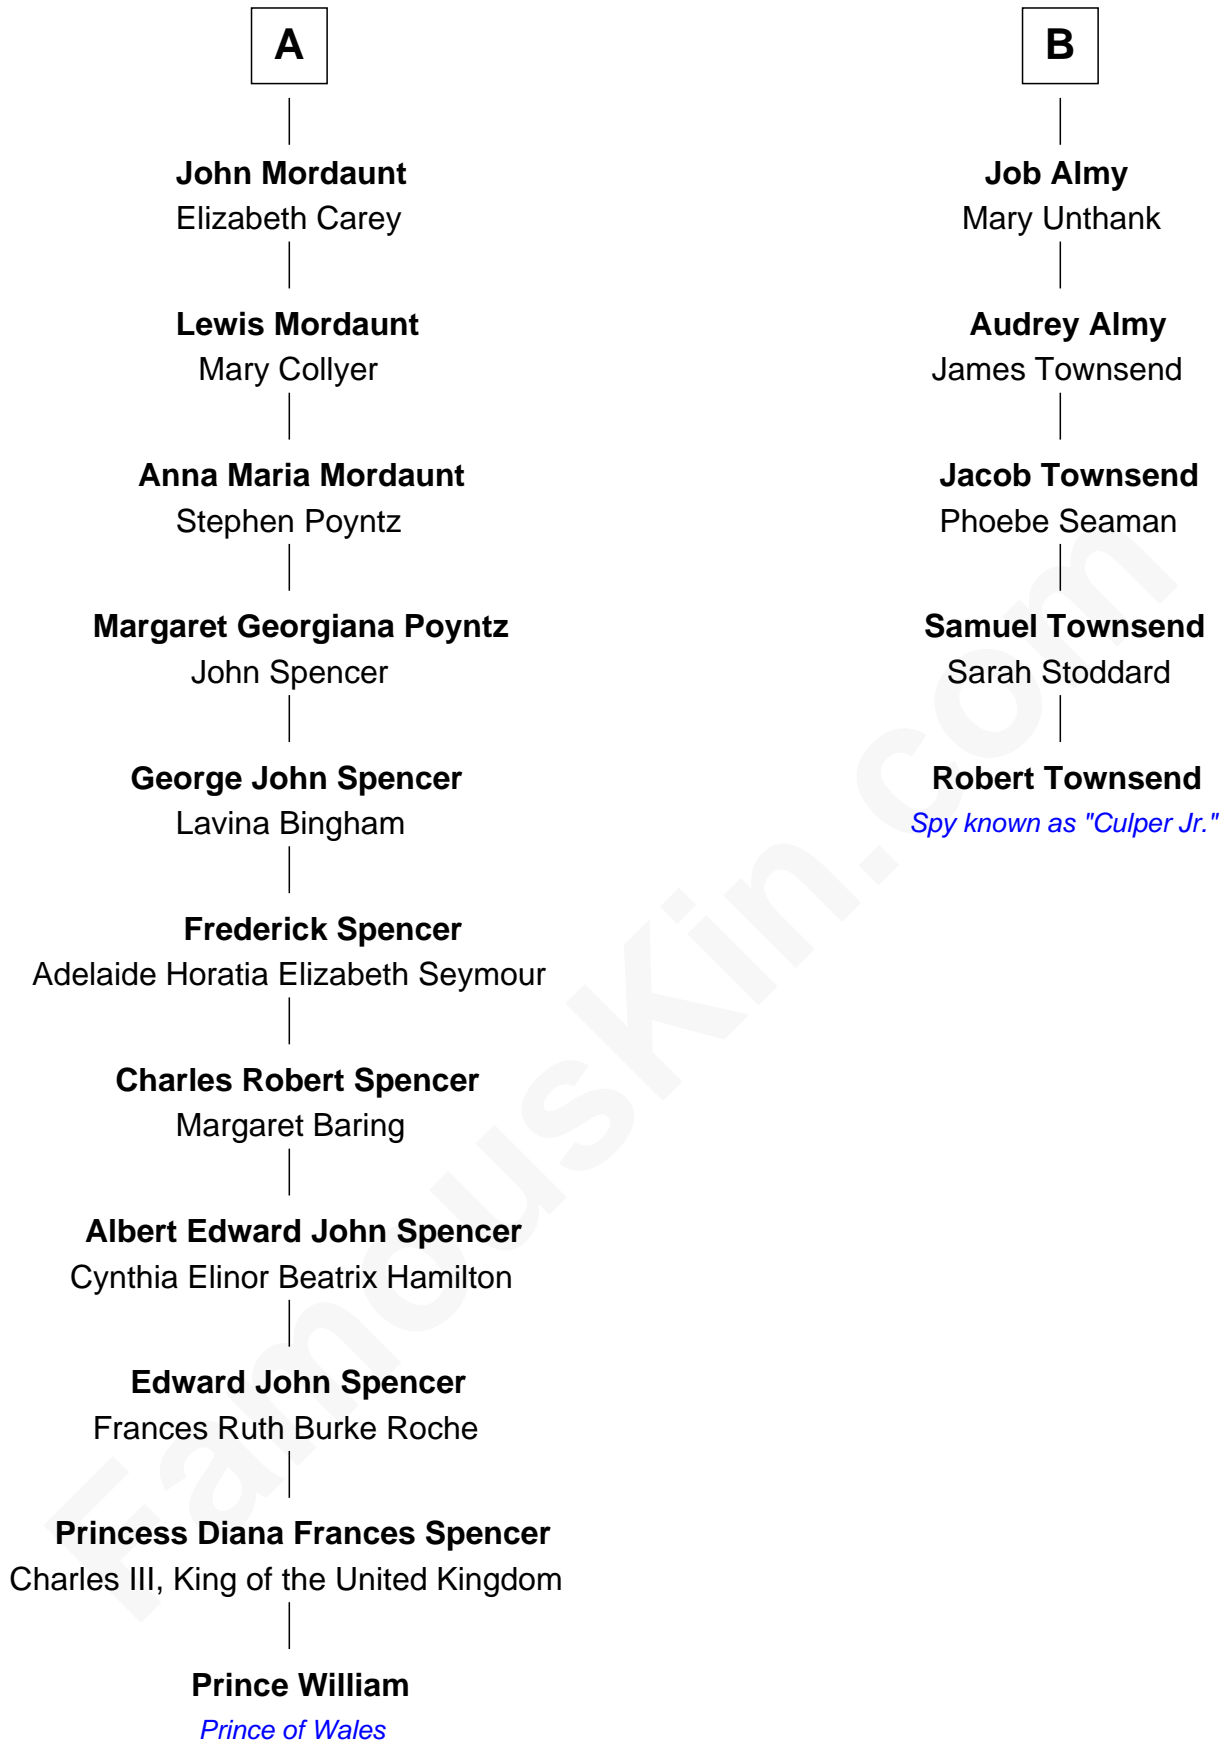 A
John Mordaunt
Elizabeth Carey
Lewis Mordaunt
Mary Collyer
Anna Maria Mordaunt
Stephen Poyntz
Margaret Georgiana Poyntz
John Spencer
George John Spencer
Lavina Bingham
Frederick Spencer
Adelaide Horatia Elizabeth Seymour
Charles Robert Spencer
Margaret Baring
Albert Edward John Spencer
Cynthia Elinor Beatrix Hamilton
Edward John Spencer
Frances Ruth Burke Roche
Princess Diana Frances Spencer
Charles III, King of the United Kingdom
Prince William
Prince of Wales
B
Job Almy
Mary Unthank
Audrey Almy
James Townsend
Jacob Townsend
Phoebe Seaman
Samuel Townsend
Sarah Stoddard
Robert Townsend
Spy known as "Culper Jr."
FamousKin.com